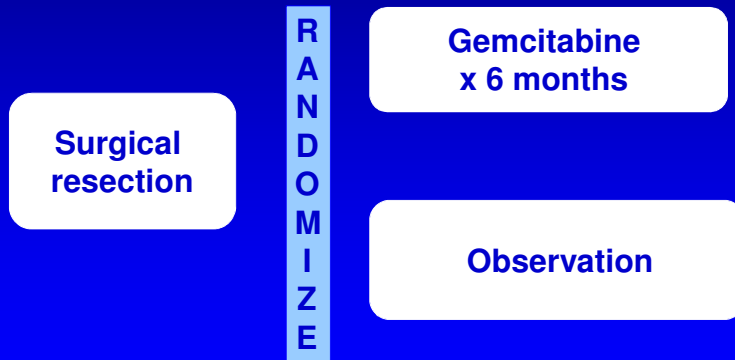 Surgical
resection
R
A
N
D
O
M
I
Z
E
Gemcitabine
x 6 months
Observation